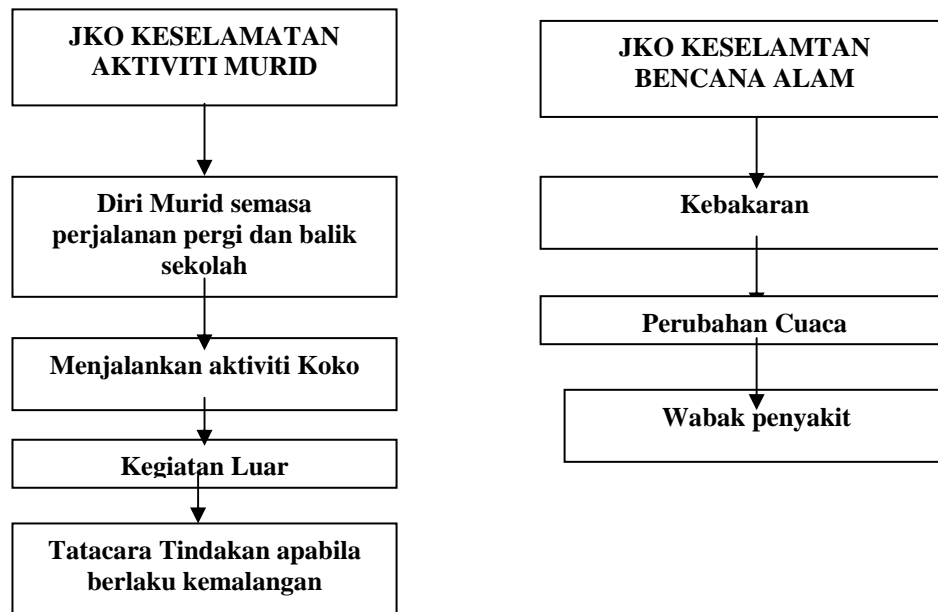 JKO KESELAMATAN
AKTIVITI MURID
Diri Murid semasa
perjalanan pergi dan balik
sekolah
Menjalankan aktiviti Koko
Kegiatan Luar
Tatacara Tindakan apabila
berlaku kemalangan
JKO KESELAMTAN
BENCANA ALAM
Kebakaran
Perubahan Cuaca
Wabak penyakit